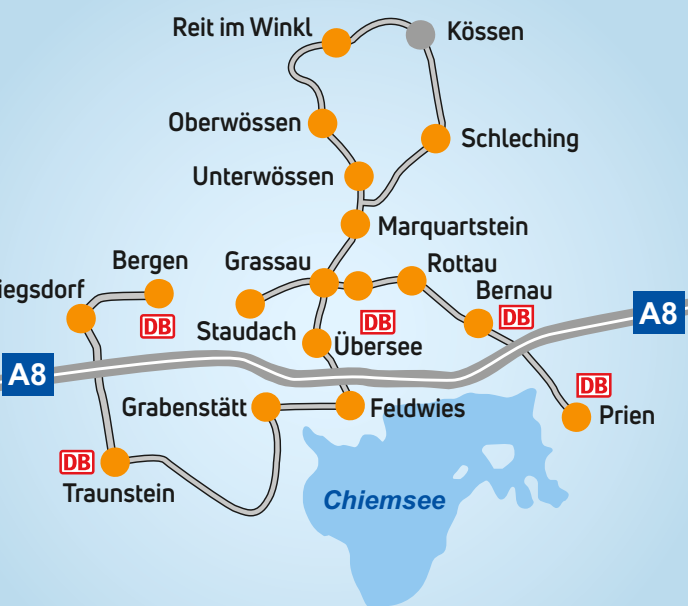 Reit im Winkl
Kössen
Oberwössen
Schleching
Unterwössen
Marquartstein
Bergen
Grassau
Rottau
iegsdorf
Bernau
DB
DB
DB
A8
Staudach
Übersee
A8
DB
Grabenstätt
Feldwies
Prien
DB
Traunstein
Chiemsee